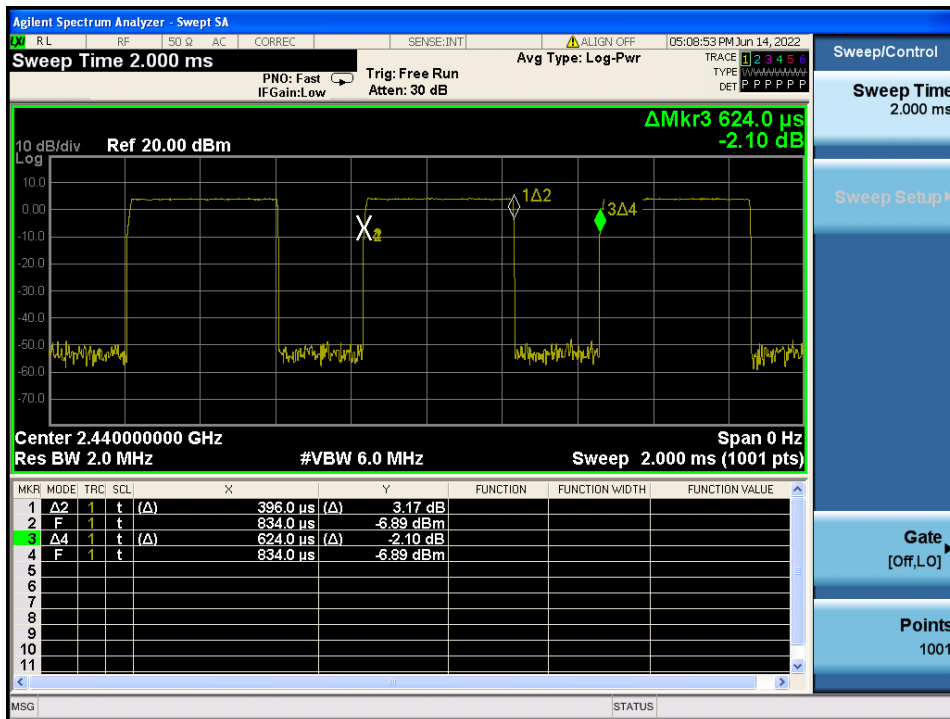 Agilent Spectrum Analyzer - Swept SA
LXI RL RF 50 Ω AC CORREC SENSE:INT ALIGN OFF 05:08:53 PM Jun 14, 2022
Sweep Time 2.000 ms
PNO: Fast
IFGain:Low
Trig: Free Run
Atten: 30 dB
Avg Type: Log-Pwr
TRACE 1 2 3 4 5 6
TYPE
DET P P P P P P
ΔMkr3 624.0 µs
-2.10 dB
10 dB/div Ref 20.00 dBm
Log
10.0
0.00
-10.0
-20.0
-30.0
-40.0
-50.0
-60.0
-70.0
1Δ2
3Δ4
Center 2.440000000 GHz Span 0 Hz
Res BW 2.0 MHz #VBW 6.0 MHz Sweep 2.000 ms (1001 pts)
MKR MODE TRC SCL X Y FUNCTION FUNCTION WIDTH FUNCTION VALUE
1 Δ2 1 t (Δ) 396.0 µs (Δ) 3.17 dB
2 F 1 t 834.0 µs -6.89 dBm
3 Δ4 1 t (Δ) 624.0 µs (Δ) -2.10 dB
4 F 1 t 834.0 µs -6.89 dBm
5
6
7
8
9
10
11
MSG STATUS
Sweep/Control
Sweep Time
2.000 ms
Sweep Setup
Gate
[Off,LO]
Points
1001